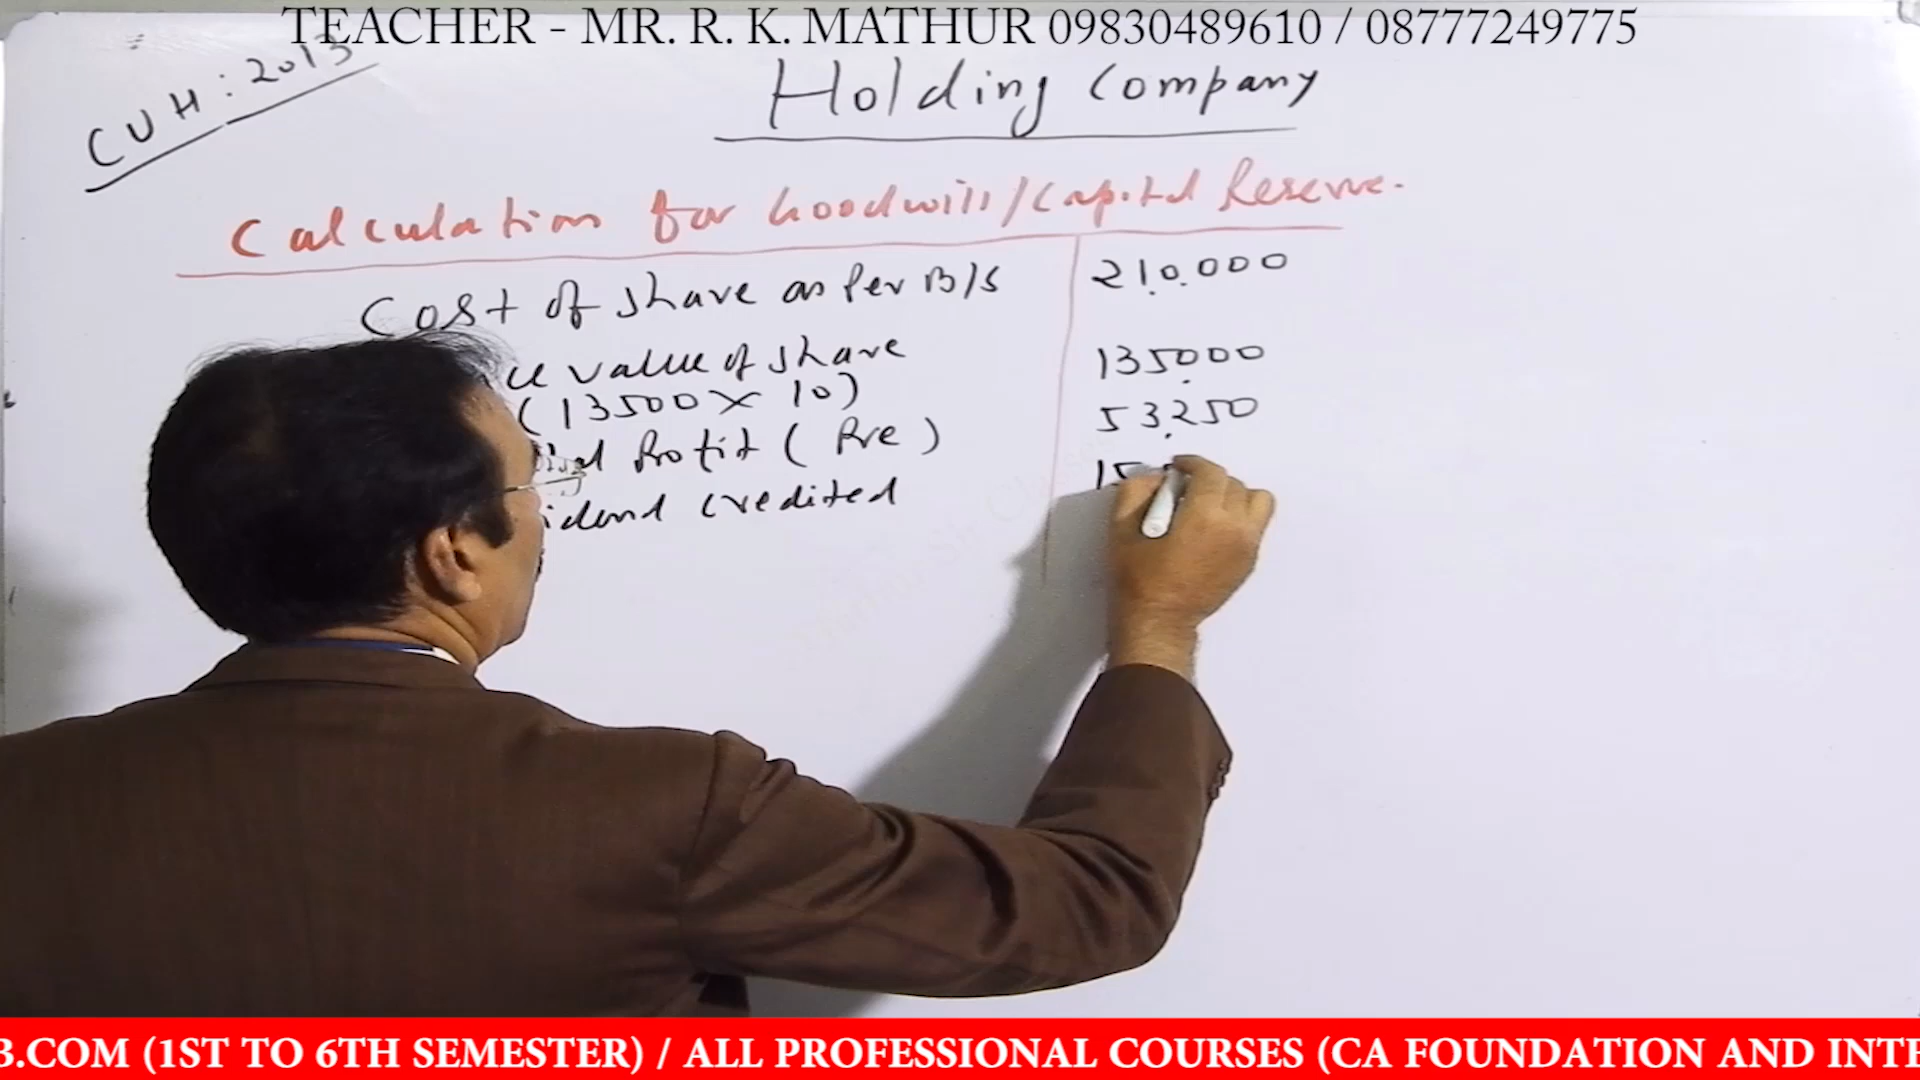 TEACHER - MR. R. K. MATHUR 09830489610 / 08777249775
CUH : 2013
Holding Company
Calculation for Goodwill/Capital Reserve.
Cost of share as per B/S 210,000
value of share 135000
(13500 × 10)
Profit (Pre) 53,250
credited
B.COM (1ST TO 6TH SEMESTER) / ALL PROFESSIONAL COURSES (CA FOUNDATION AND INTE